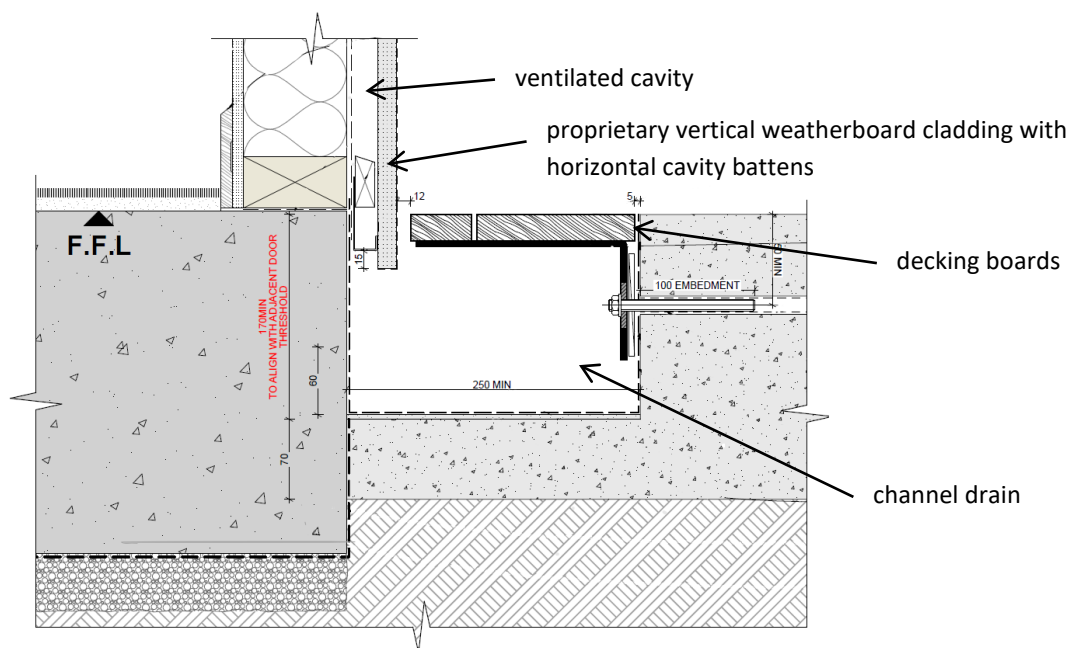 ventilated cavity
proprietary vertical weatherboard cladding with
horizontal cavity battens
12
5
F.F.L
15
decking boards
170MIN
TO ALIGN WITH ADJACENT DOOR
THRESHOLD
MIN
100 EMBEDMENT
60
250 MIN
70
channel drain